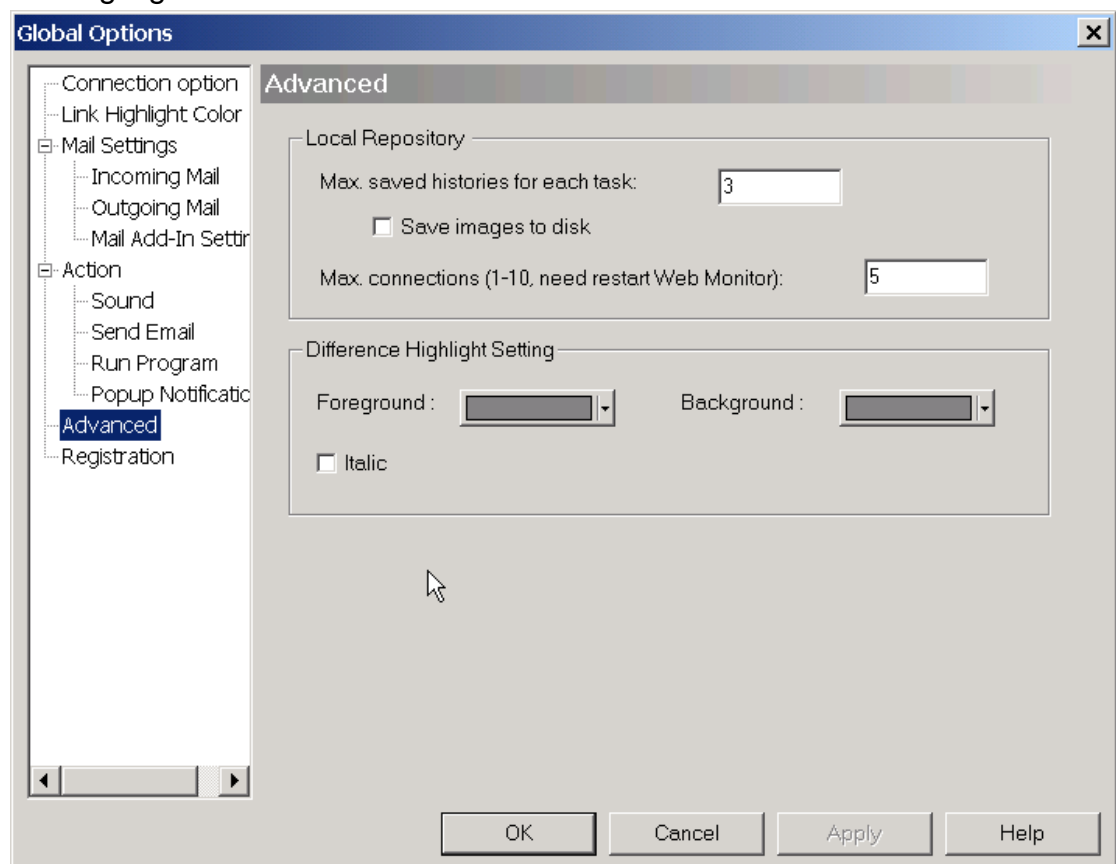 Global Options
Connection option
Link Highlight Color
Mail Settings
Incoming Mail
Outgoing Mail
Mail Add-In Settir
Action
Sound
Send Email
Run Program
Popup Notificatic
Advanced
Registration
Advanced
Local Repository
Max. saved histories for each task: 3
Save images to disk
Max. connections (1-10, need restart Web Monitor): 5
Difference Highlight Setting
Foreground : Background :
Italic
OK Cancel Apply Help